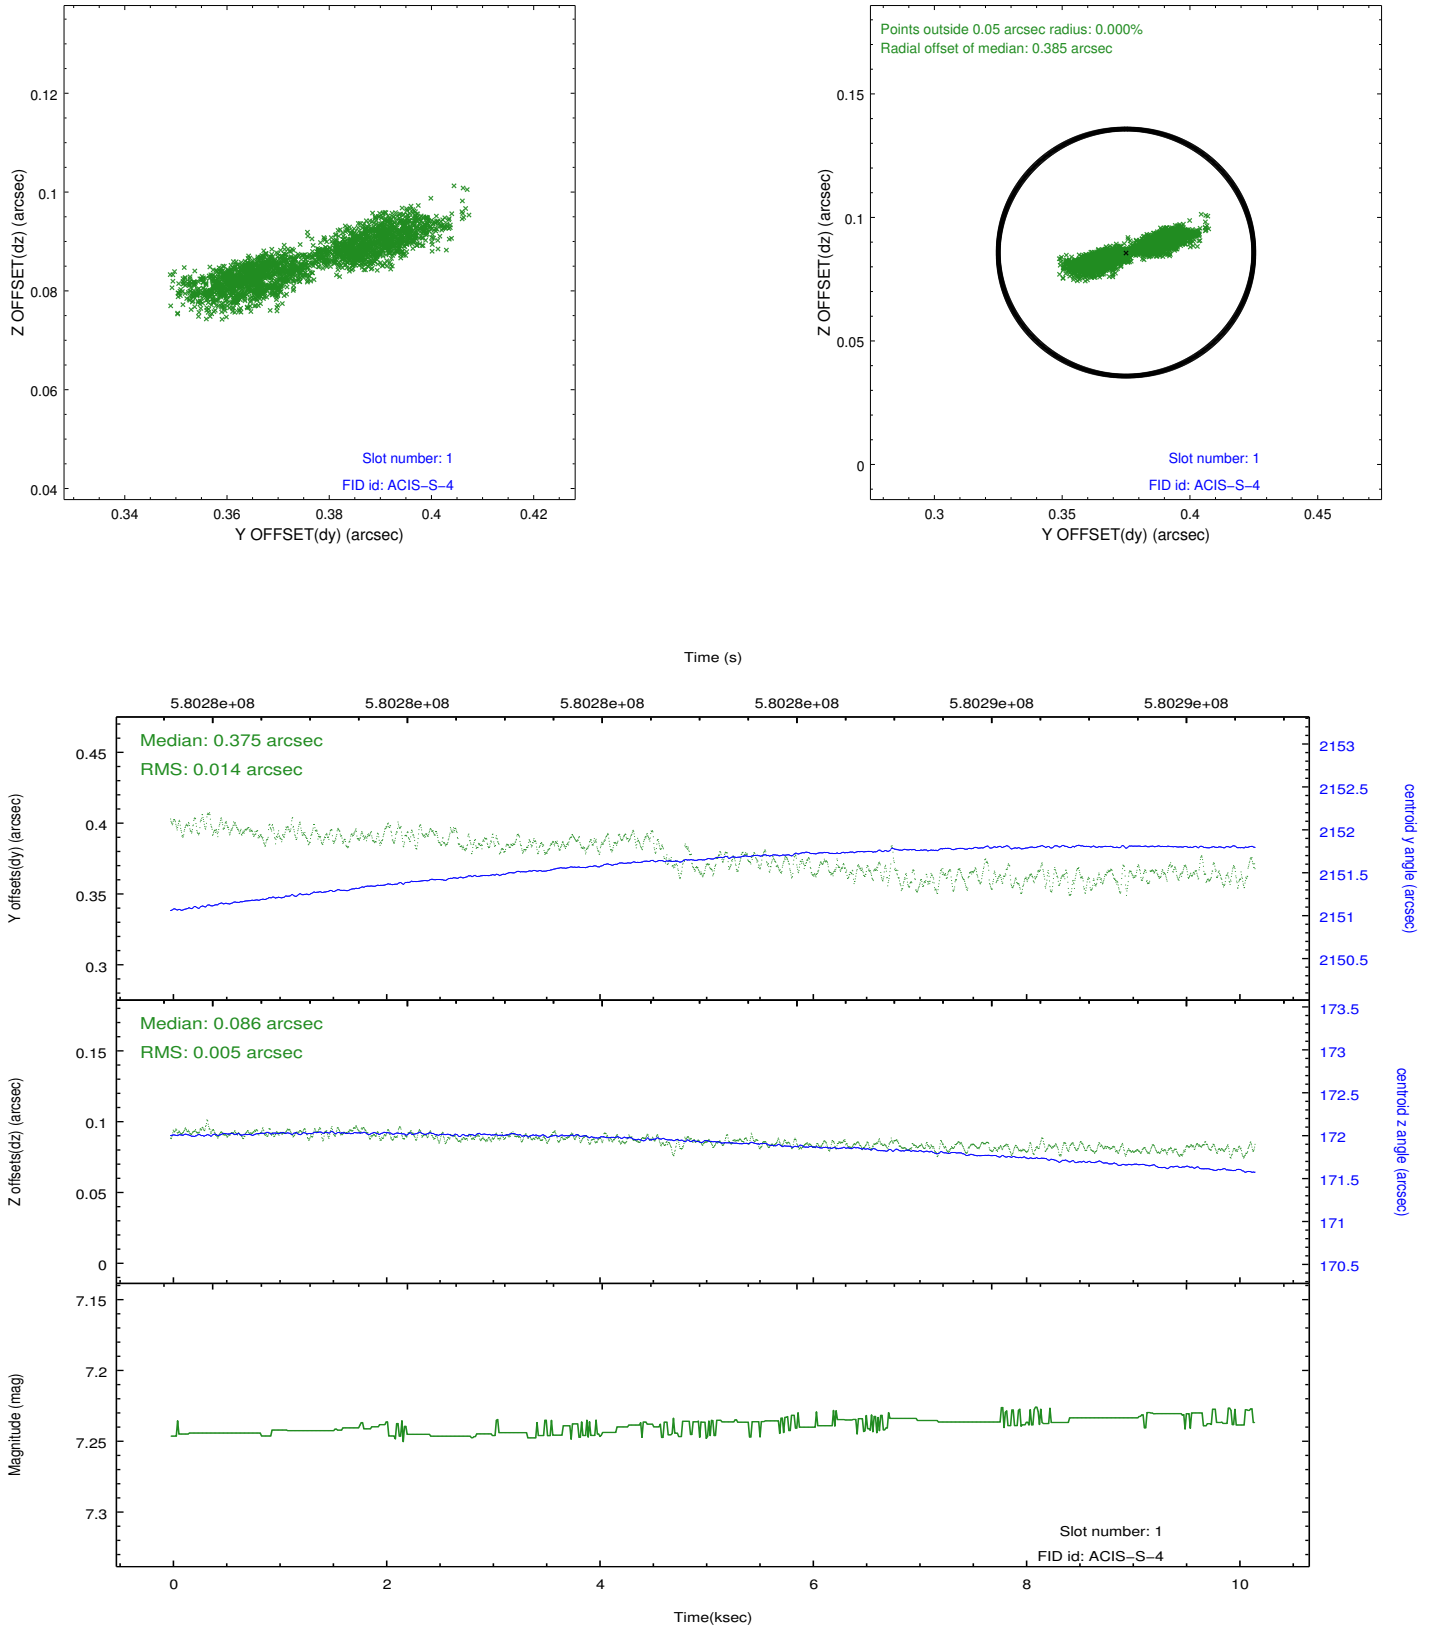 0.12
0.1
0.08
0.06
0.04
Z OFFSET(dz) (arcsec)
0.34 0.36 0.38 0.4 0.42
Y OFFSET(dy) (arcsec)
Slot number: 1
FID id: ACIS-S-4
Points outside 0.05 arcsec radius: 0.000%
Radial offset of median: 0.385 arcsec
0.15
0.1
0.05
0
Z OFFSET(dz) (arcsec)
0.3 0.35 0.4 0.45
Y OFFSET(dy) (arcsec)
Slot number: 1
FID id: ACIS-S-4
Time (s)
5.8028e+08 5.8028e+08 5.8028e+08 5.8028e+08 5.8029e+08 5.8029e+08
Median: 0.375 arcsec
RMS: 0.014 arcsec
0.45
0.4
0.35
0.3
Y offsets(dy) (arcsec)
2153
2152.5
2152
2151.5
2151
2150.5
centroid y angle (arcsec)
Median: 0.086 arcsec
RMS: 0.005 arcsec
0.15
0.1
0.05
0
Z offsets(dz) (arcsec)
173.5
173
172.5
172
171.5
171
170.5
centroid z angle (arcsec)
7.15
7.2
7.25
7.3
Magnitude (mag)
Slot number: 1
FID id: ACIS-S-4
0 2 4 6 8 10
Time(ksec)